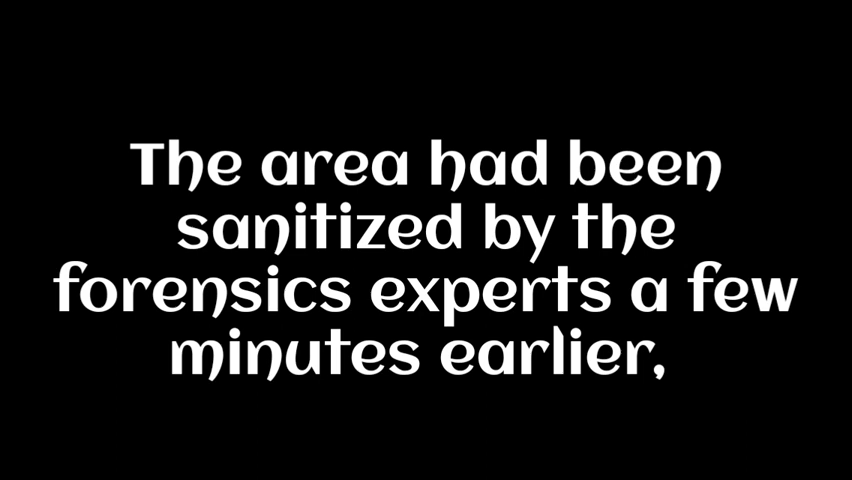 The area had been
sanitized by the
forensics experts a few
minutes earlier,